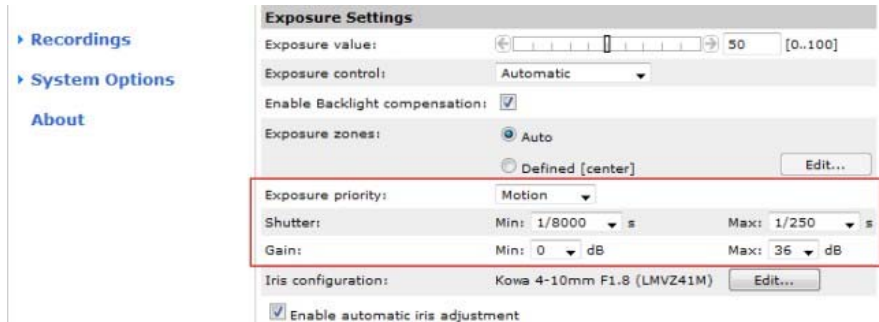 Recordings
System Options
About
Exposure Settings
Exposure value: 50 [0..100]
Exposure control: Automatic
Enable Backlight compensation:
Exposure zones: Auto
Defined [center] Edit...
Exposure priority: Motion
Shutter: Min: 1/8000 s Max: 1/250 s
Gain: Min: 0 dB Max: 36 dB
Iris configuration: Kowa 4-10mm F1.8 (LMVZ41M) Edit...
Enable automatic iris adjustment